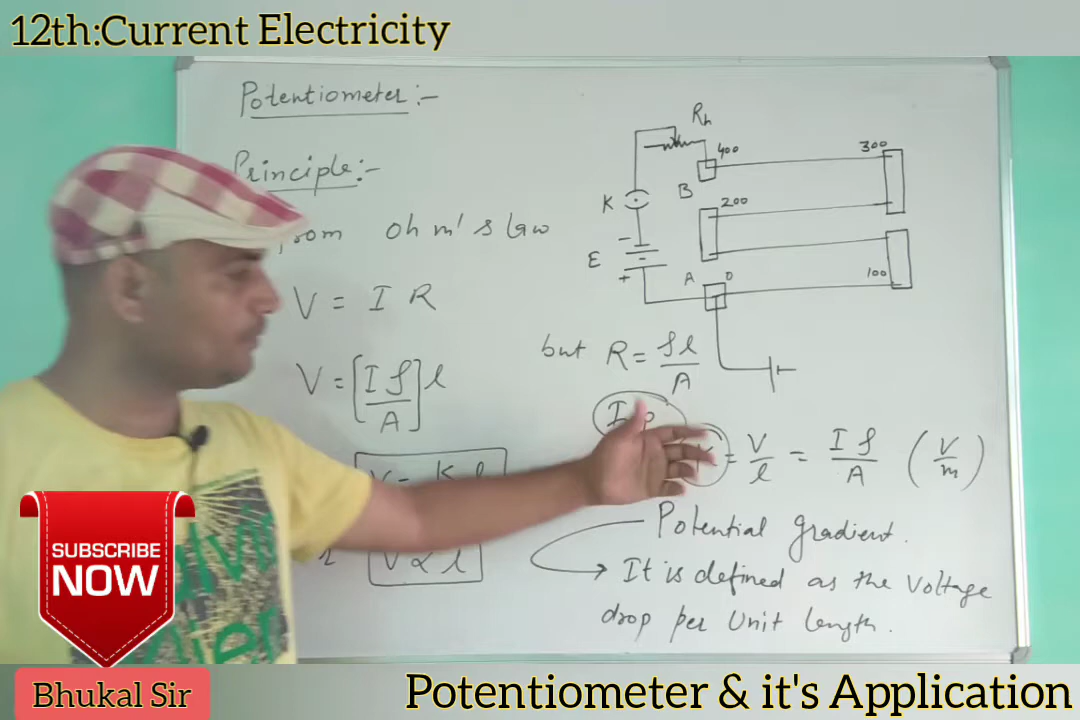 12th:Current Electricity
Potentiometer :-
Principle :-
from ohm's law
V = I R
V = [Iρ/A] l
V = K l
V ∝ l
Rh
400
300
B
K
200
E
-
+
A
0
100
but R = ρl/A
I ρ
= V/l = Iρ/A (V/m)
Potential gradient.
→ It is defined as the voltage
drop per Unit length.
SUBSCRIBE
NOW
Bhukal Sir
Potentiometer & it's Application